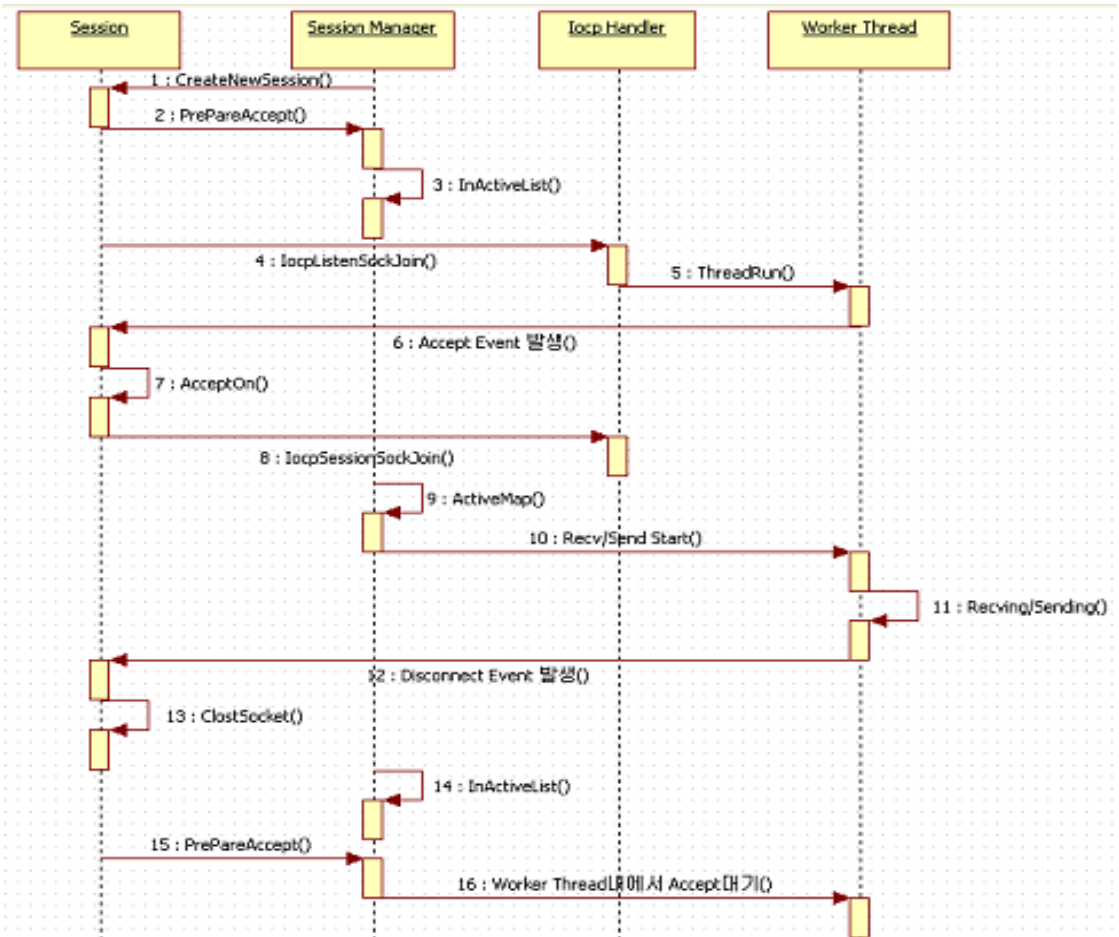 Session
Session Manager
Iocp Handler
Worker Thread
1 : CreateNewSession()
2 : PrePareAccept()
3 : InActiveList()
4 : IocpListenSockJoin()
5 : ThreadRun()
6 : Accept Event 발생()
7 : AcceptOn()
8 : IocpSessionSockJoin()
9 : ActiveMap()
10 : Recv/Send Start()
11 : Recving/Sending()
12 : Disconnect Event 발생()
13 : ClostSocket()
14 : InActiveList()
15 : PrePareAccept()
16 : Worker Thread내에서 Accept대기()